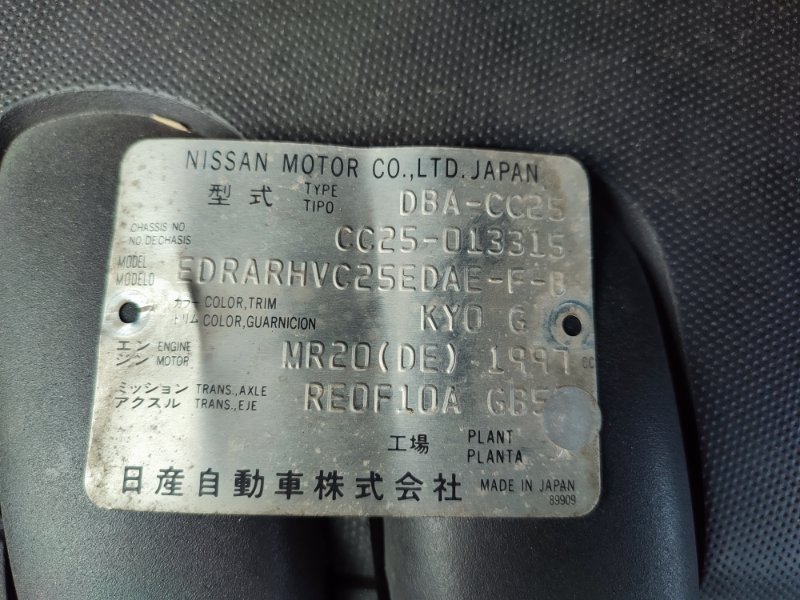 NISSAN MOTOR CO.,LTD. JAPAN
型式 TYPE TIPO DBA-CC25
CHASSIS NO NO.DECHASIS CC25-013315
MODEL MODELO EDRARHVC25EDAE-F-B
カラー COLOR,TRIM
トリム COLOR,GUARNICION KYO G
エンジン ENGINE MOTOR MR20(DE) 1997 CC
ミッション TRANS.,AXLE
アクスル TRANS.,EJE RE0F10A
工場 PLANT PLANTA
日産自動車株式会社 MADE IN JAPAN
89909